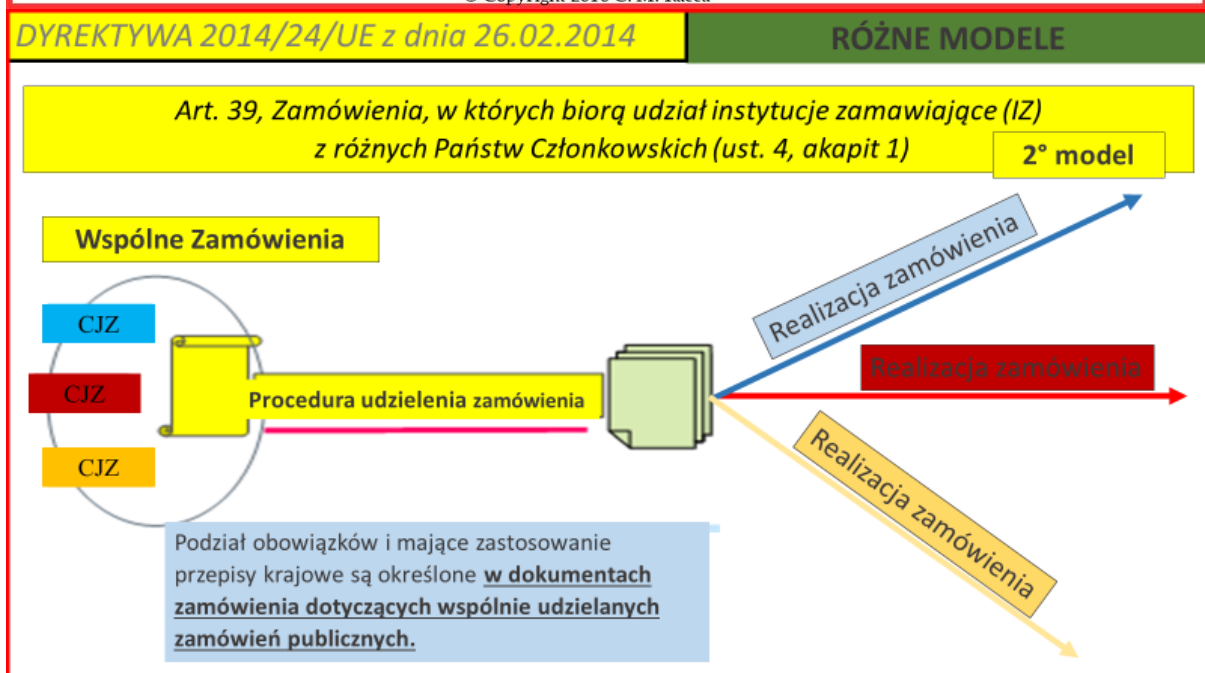 DYREKTYWA 2014/24/UE z dnia 26.02.2014
RÓŻNE MODELE
Art. 39, Zamówienia, w których biorą udział instytucje zamawiające (IZ)
z różnych Państw Członkowskich (ust. 4, akapit 1)
2° model
Wspólne Zamówienia
CJZ
CJZ
CJZ
Procedura udzielenia zamówienia
Realizacja zamówienia
Realizacja zamówienia
Realizacja zamówienia
Podział obowiązków i mające zastosowanie
przepisy krajowe są określone w dokumentach
zamówienia dotyczących wspólnie udzielanych
zamówień publicznych.